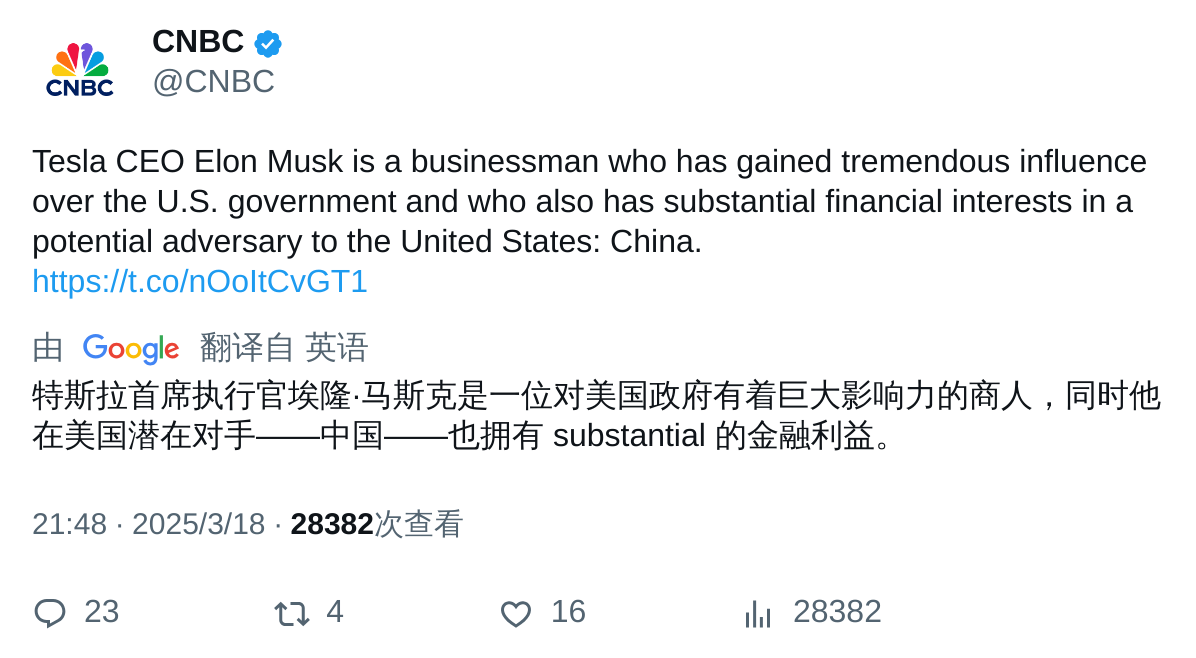 CNBC
CNBC
@CNBC
Tesla CEO Elon Musk is a businessman who has gained tremendous influence
over the U.S. government and who also has substantial financial interests in a
potential adversary to the United States: China.
https://t.co/nOoItCvGT1
由 Google 翻译自 英语
特斯拉首席执行官埃隆·马斯克是一位对美国政府有着巨大影响力的商人，同时他
在美国潜在对手——中国——也拥有 substantial 的金融利益。
21:48 · 2025/3/18 · 28382次查看
23 4 16 28382